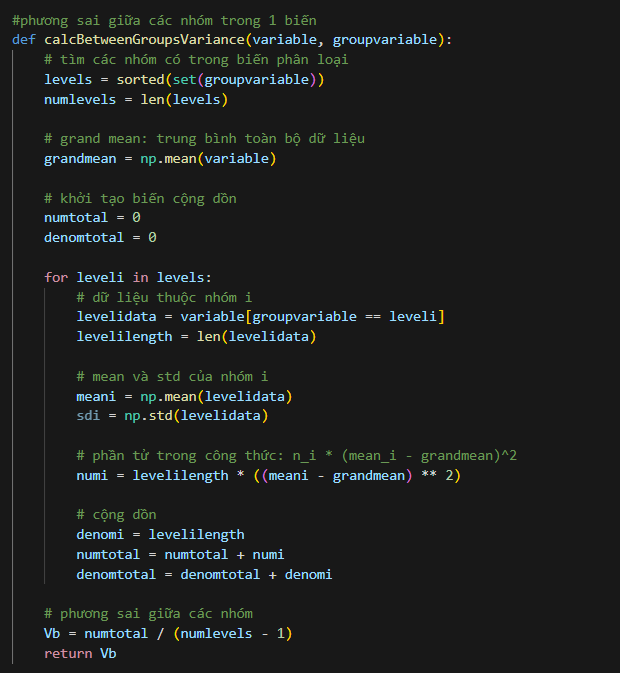 #phương sai giữa các nhóm trong 1 biến
def calcBetweenGroupsVariance(variable, groupvariable):
    # tìm các nhóm có trong biến phân loại
    levels = sorted(set(groupvariable))
    numlevels = len(levels)

    # grand mean: trung bình toàn bộ dữ liệu
    grandmean = np.mean(variable)

    # khởi tạo biến cộng dồn
    numtotal = 0
    denomtotal = 0

    for leveli in levels:
        # dữ liệu thuộc nhóm i
        levelidata = variable[groupvariable == leveli]
        levelilength = len(levelidata)

        # mean và std của nhóm i
        meani = np.mean(levelidata)
        sdi = np.std(levelidata)

        # phần tử trong công thức: n_i * (mean_i - grandmean)^2
        numi = levelilength * ((meani - grandmean) ** 2)

        # cộng dồn
        denomi = levelilength
        numtotal = numtotal + numi
        denomtotal = denomtotal + denomi

    # phương sai giữa các nhóm
    Vb = numtotal / (numlevels - 1)
    return Vb